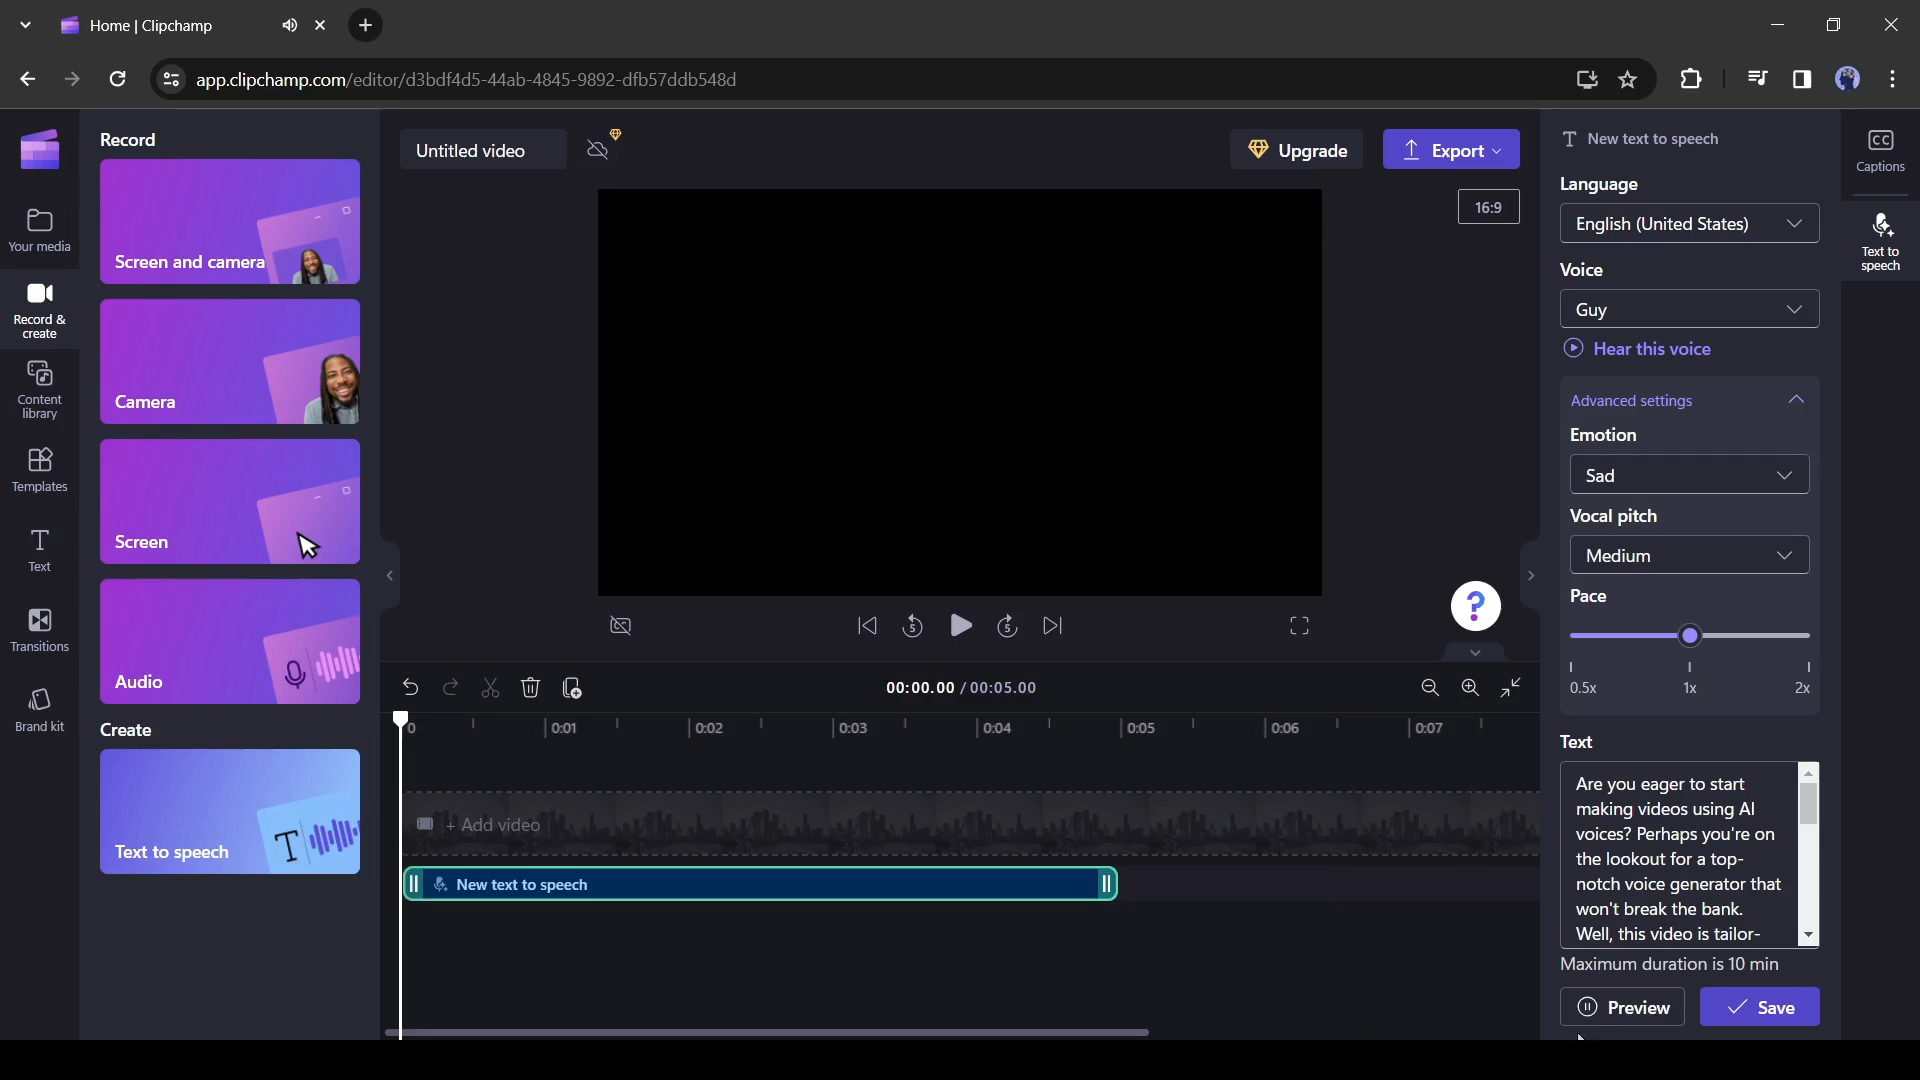 Home | Clipchamp
app.clipchamp.com/editor/d3bdf4d5-44ab-4845-9892-dfb57ddb548d
Your media
Record &
create
Content
library
Templates
Text
Transitions
Brand kit
Record
Screen and camera
Camera
Screen
Audio
Create
Text to speech
Untitled video
Upgrade
Export
16:9
5
5
?
00:00.00 / 00:05.00
0
0:01
0:02
0:03
0:04
0:05
0:06
0:07
+ Add video
New text to speech
New text to speech
Language
English (United States)
Voice
Guy
Hear this voice
Advanced settings
Emotion
Sad
Vocal pitch
Medium
Pace
0.5x
1x
2x
Text
Are you eager to start
making videos using AI
voices? Perhaps you're on
the lookout for a top-
notch voice generator that
won't break the bank.
Well, this video is tailor-
Maximum duration is 10 min
Preview
Save
CC
Captions
Text to
speech